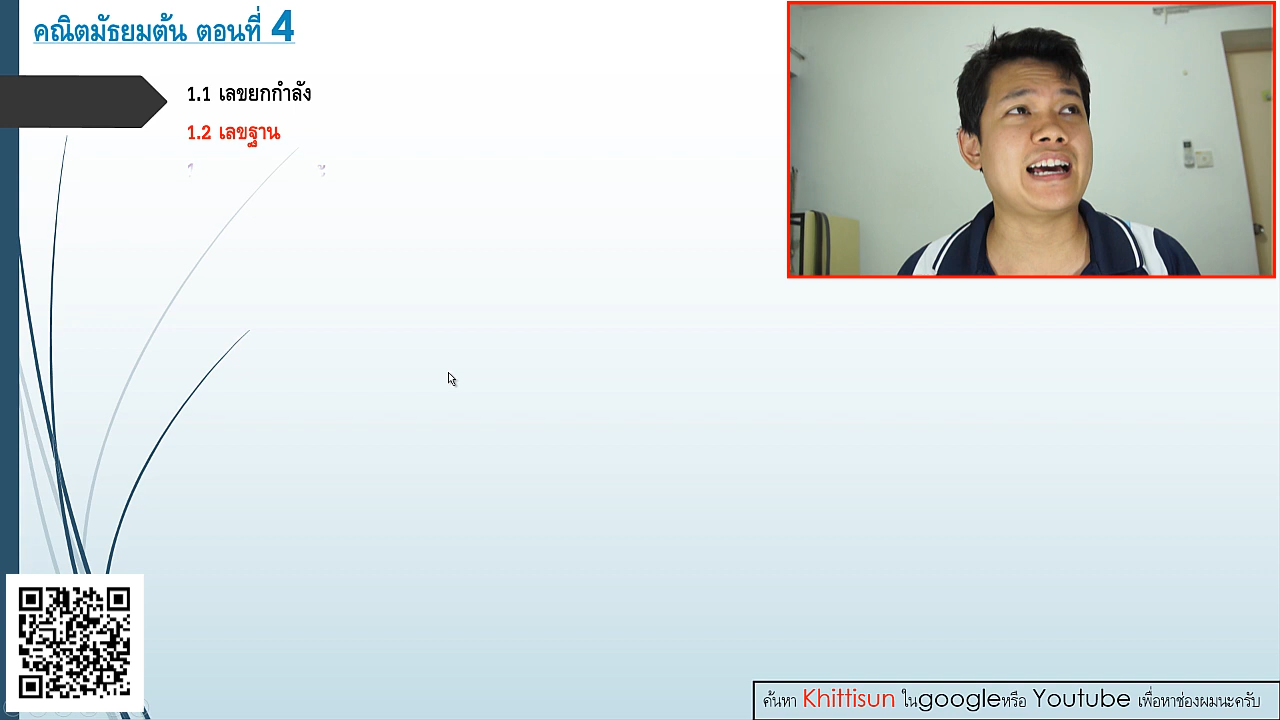 คณิตมัธยมต้น ตอนที่ 4
1.1 เลขยกกำลัง
1.2 เลขฐาน
ค้นหา Khittisun ในgoogleหรือ Youtube เพื่อหาช่องผมนะครับ